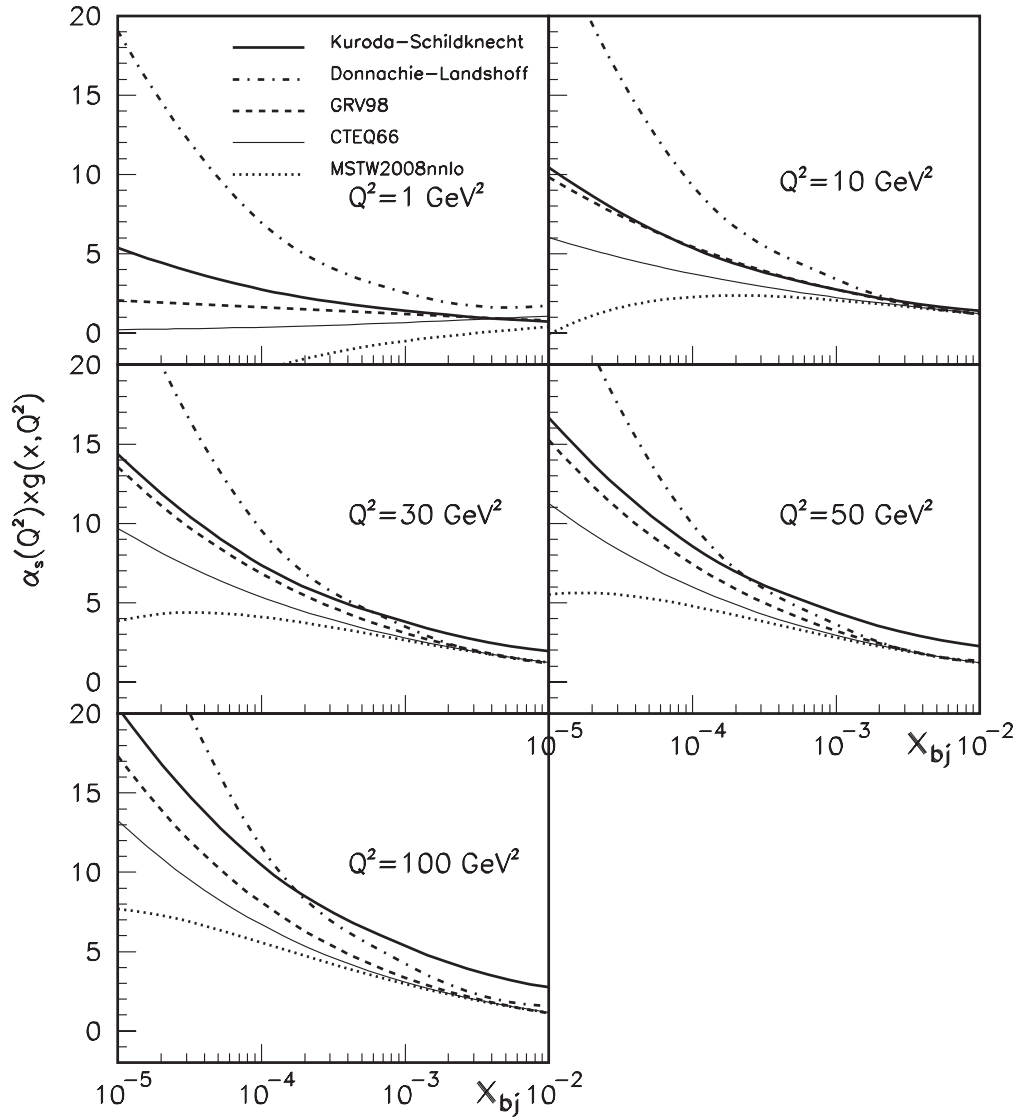 20
15
10
5
0
Kuroda–Schildknecht
Donnachie–Landshoff
GRV98
CTEQ66
MSTW2008nnlo
Q²=1 GeV²
Q²=10 GeV²
20
15
10
5
0
Q²=30 GeV²
Q²=50 GeV²
αₛ(Q²)xg(x,Q²)
20
15
10
5
0
10⁻⁵ 10⁻⁴ 10⁻³ X_bj 10⁻²
Q²=100 GeV²
10⁻⁵ 10⁻⁴ 10⁻³ X_bj 10⁻²